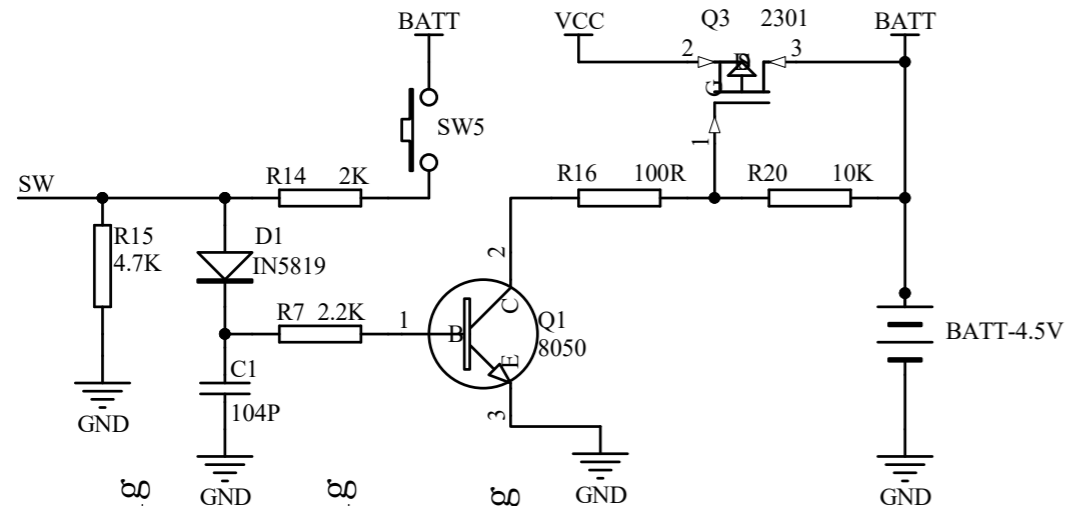 BATT
VCC
Q3 2301
BATT
2
3
S
D
G
SW5
1
SW
R14 2K
R16 100R
R20 10K
R15
4.7K
D1
IN5819
2
C
R7 2.2K
1
B
Q1
8050
E
BATT-4.5V
C1
104P
3
GND
GND
GND
GND
g
g
g